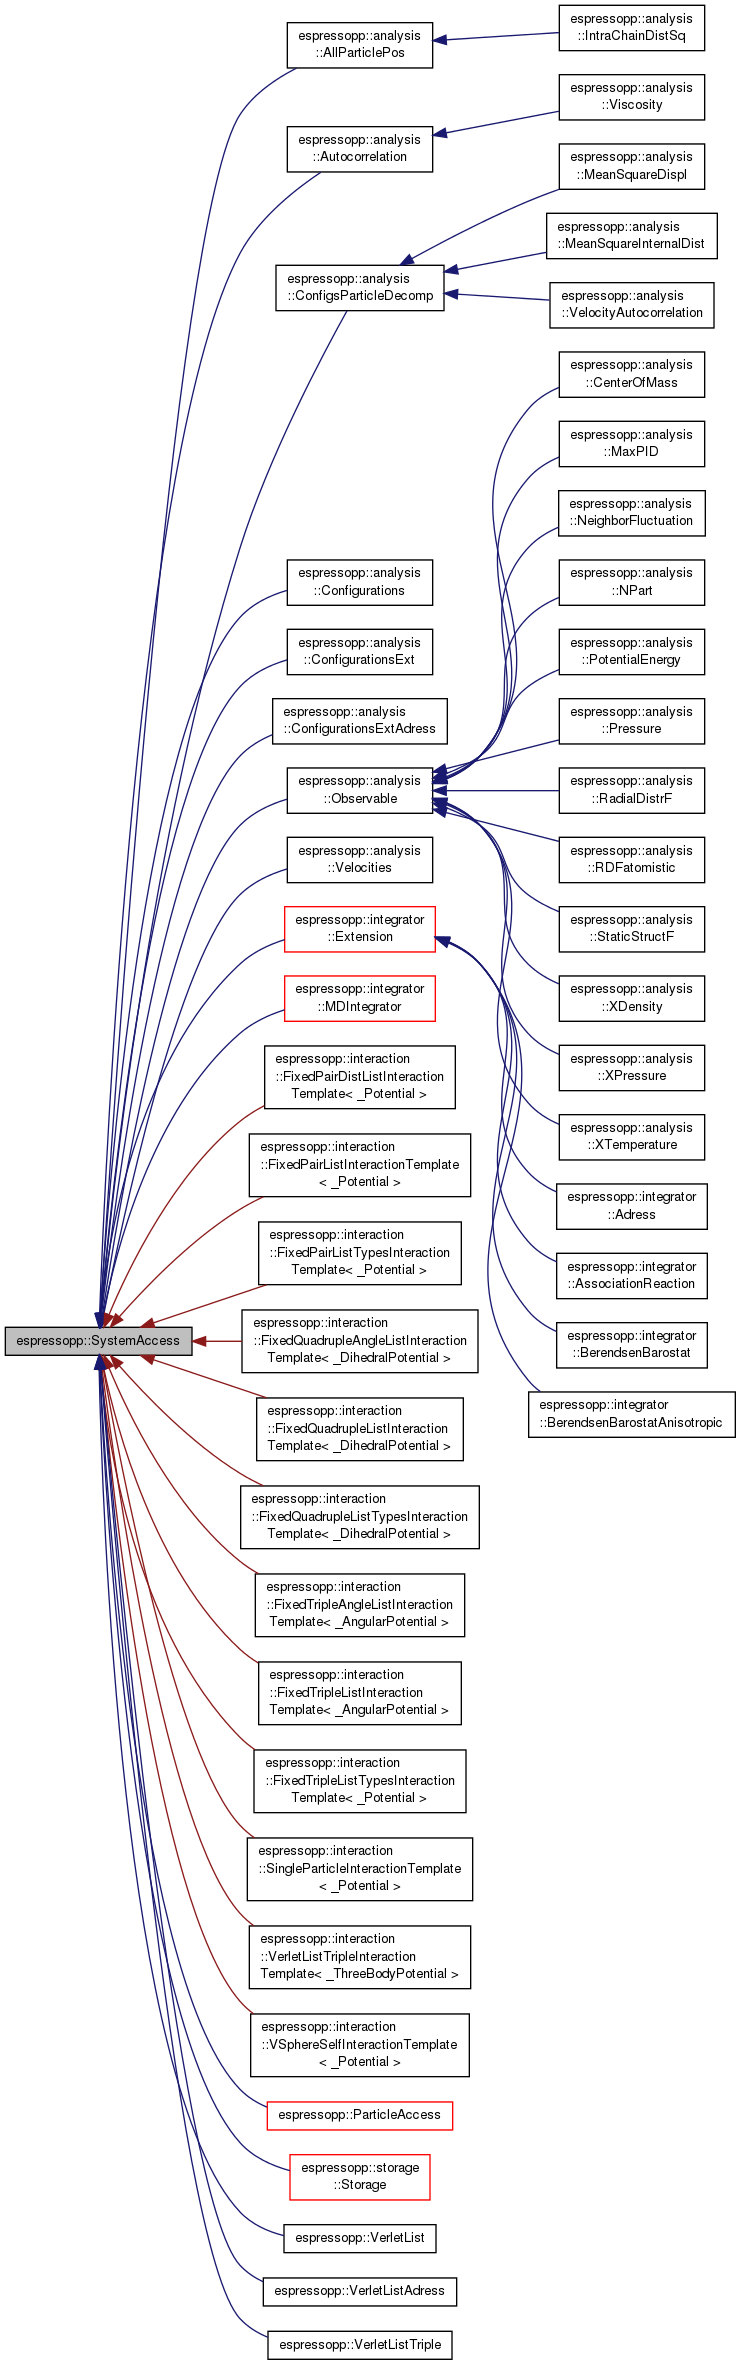 espressopp::analysis
::AllParticlePos
espressopp::analysis
::IntraChainDistSq
espressopp::analysis
::Autocorrelation
espressopp::analysis
::Viscosity
espressopp::analysis
::ConfigsParticleDecomp
espressopp::analysis
::MeanSquareDispl
espressopp::analysis
::MeanSquareInternalDist
espressopp::analysis
::VelocityAutocorrelation
espressopp::analysis
::Configurations
espressopp::analysis
::ConfigurationsExt
espressopp::analysis
::ConfigurationsExtAdress
espressopp::analysis
::Observable
espressopp::analysis
::CenterOfMass
espressopp::analysis
::MaxPID
espressopp::analysis
::NeighborFluctuation
espressopp::analysis
::NPart
espressopp::analysis
::PotentialEnergy
espressopp::analysis
::Pressure
espressopp::analysis
::RadialDistrF
espressopp::analysis
::RDFatomistic
espressopp::analysis
::StaticStructF
espressopp::analysis
::XDensity
espressopp::analysis
::XPressure
espressopp::analysis
::XTemperature
espressopp::analysis
::Velocities
espressopp::integrator
::Extension
espressopp::integrator
::Adress
espressopp::integrator
::AssociationReaction
espressopp::integrator
::BerendsenBarostat
espressopp::integrator
::BerendsenBarostatAnisotropic
espressopp::integrator
::MDIntegrator
espressopp::interaction
::FixedPairDistListInteraction
Template< _Potential >
espressopp::interaction
::FixedPairListInteractionTemplate
< _Potential >
espressopp::interaction
::FixedPairListTypesInteraction
Template< _Potential >
espressopp::SystemAccess
espressopp::interaction
::FixedQuadrupleAngleListInteraction
Template< _DihedralPotential >
espressopp::interaction
::FixedQuadrupleListInteraction
Template< _DihedralPotential >
espressopp::interaction
::FixedQuadrupleListTypesInteraction
Template< _DihedralPotential >
espressopp::interaction
::FixedTripleAngleListInteraction
Template< _AngularPotential >
espressopp::interaction
::FixedTripleListInteraction
Template< _AngularPotential >
espressopp::interaction
::FixedTripleListTypesInteraction
Template< _Potential >
espressopp::interaction
::SingleParticleInteractionTemplate
< _Potential >
espressopp::interaction
::VerletListTripleInteraction
Template< _ThreeBodyPotential >
espressopp::interaction
::VSphereSelfInteractionTemplate
< _Potential >
espressopp::ParticleAccess
espressopp::storage
::Storage
espressopp::VerletList
espressopp::VerletListAdress
espressopp::VerletListTriple